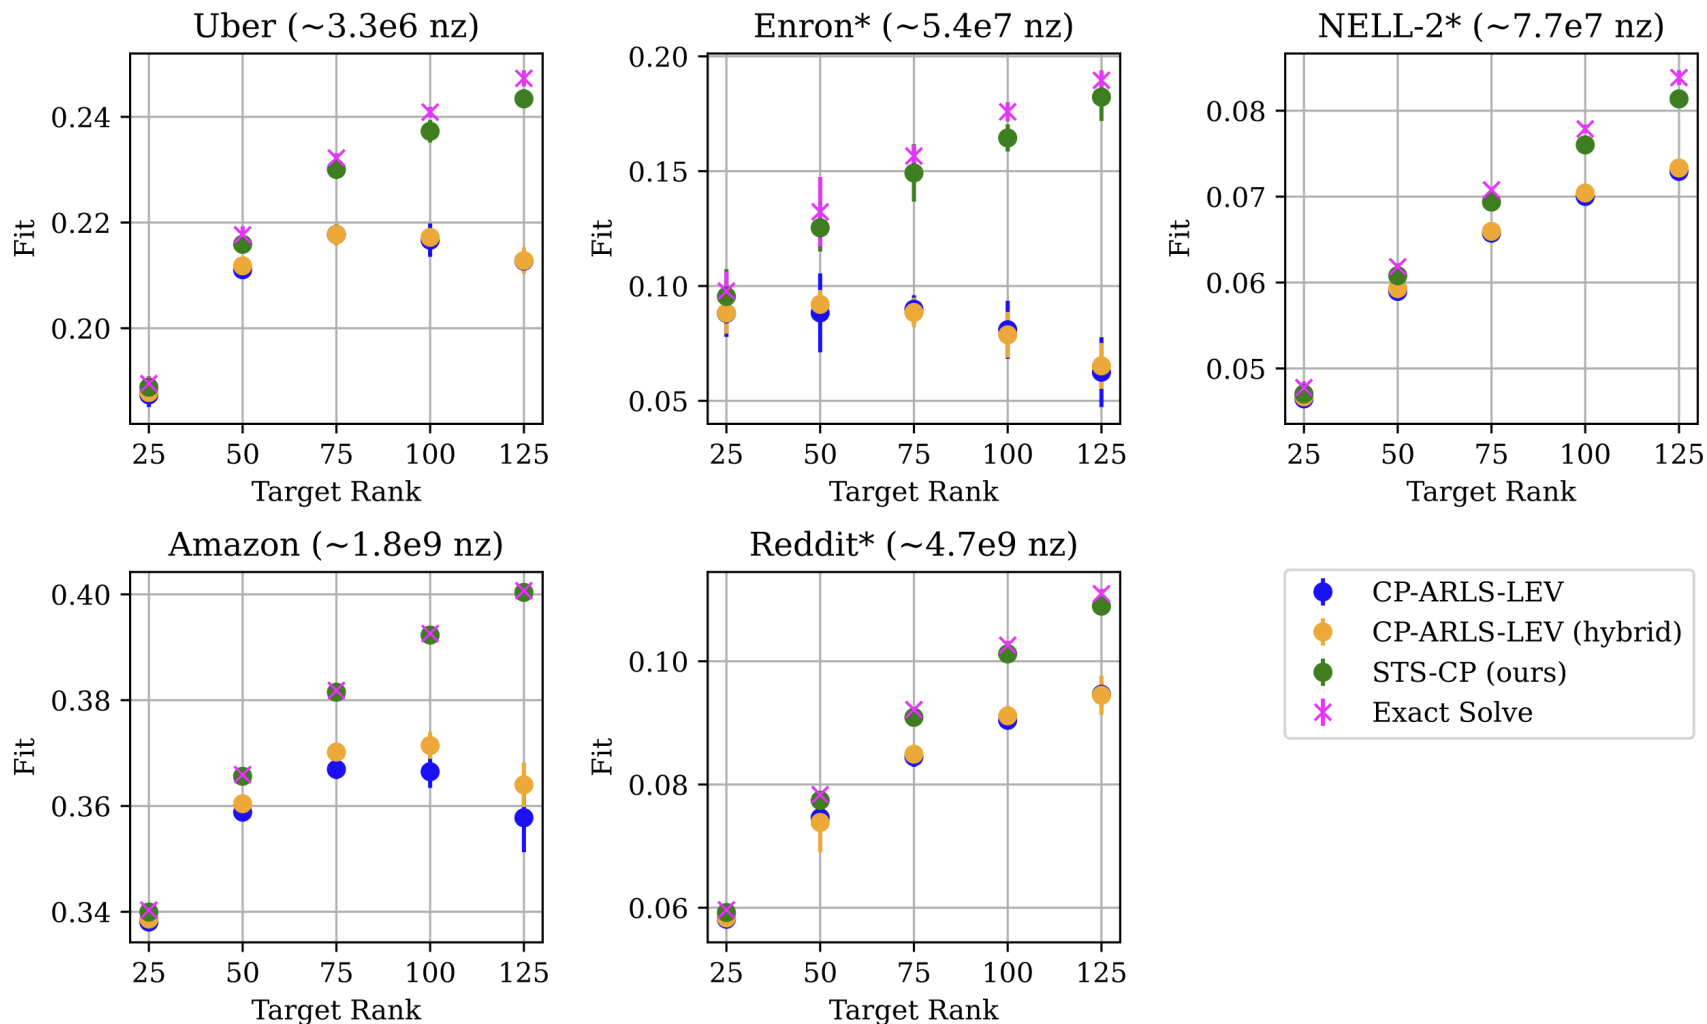 Uber (~3.3e6 nz)
Fit
0.24
0.22
0.20
25 50 75 100 125
Target Rank
Enron* (~5.4e7 nz)
Fit
0.20
0.15
0.10
0.05
25 50 75 100 125
Target Rank
NELL-2* (~7.7e7 nz)
Fit
0.08
0.07
0.06
0.05
25 50 75 100 125
Target Rank
Amazon (~1.8e9 nz)
Fit
0.40
0.38
0.36
0.34
25 50 75 100 125
Target Rank
Reddit* (~4.7e9 nz)
Fit
0.10
0.08
0.06
25 50 75 100 125
Target Rank
CP-ARLS-LEV
CP-ARLS-LEV (hybrid)
STS-CP (ours)
Exact Solve